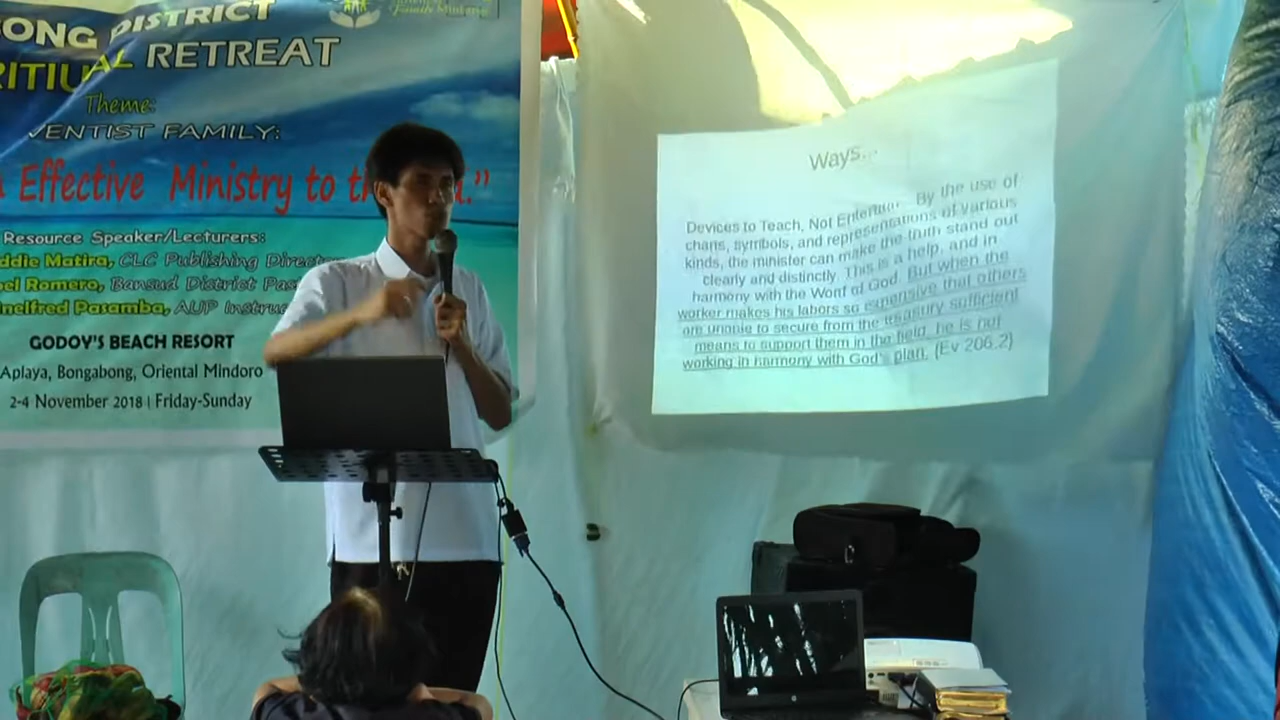 ONG DISTRICT
RITIUAL RETREAT
Theme:
VENTIST FAMILY:
Effective Ministry to
Resource Speaker/Lecturers:
ddie Matira, CLC Publishing Direct
el Romero, Bansud District Pas
nelfred Pasamba, AUP Instruc
GODOY'S BEACH RESORT
Aplaya, Bongabong, Oriental Mindoro
2-4 November 2018 | Friday-Sunday
Ways...
Devices to Teach, Not Entertain. By the use of
charts, symbols, and representations of various
kinds, the minister can make the truth stand out
clearly and distinctly. This is a help, and in
harmony with the Word of God. But when the
worker makes his labors so expensive that others
are unable to secure from the treasury sufficient
means to support them in the field, he is not
working in harmony with God's plan. {Ev 206.2}